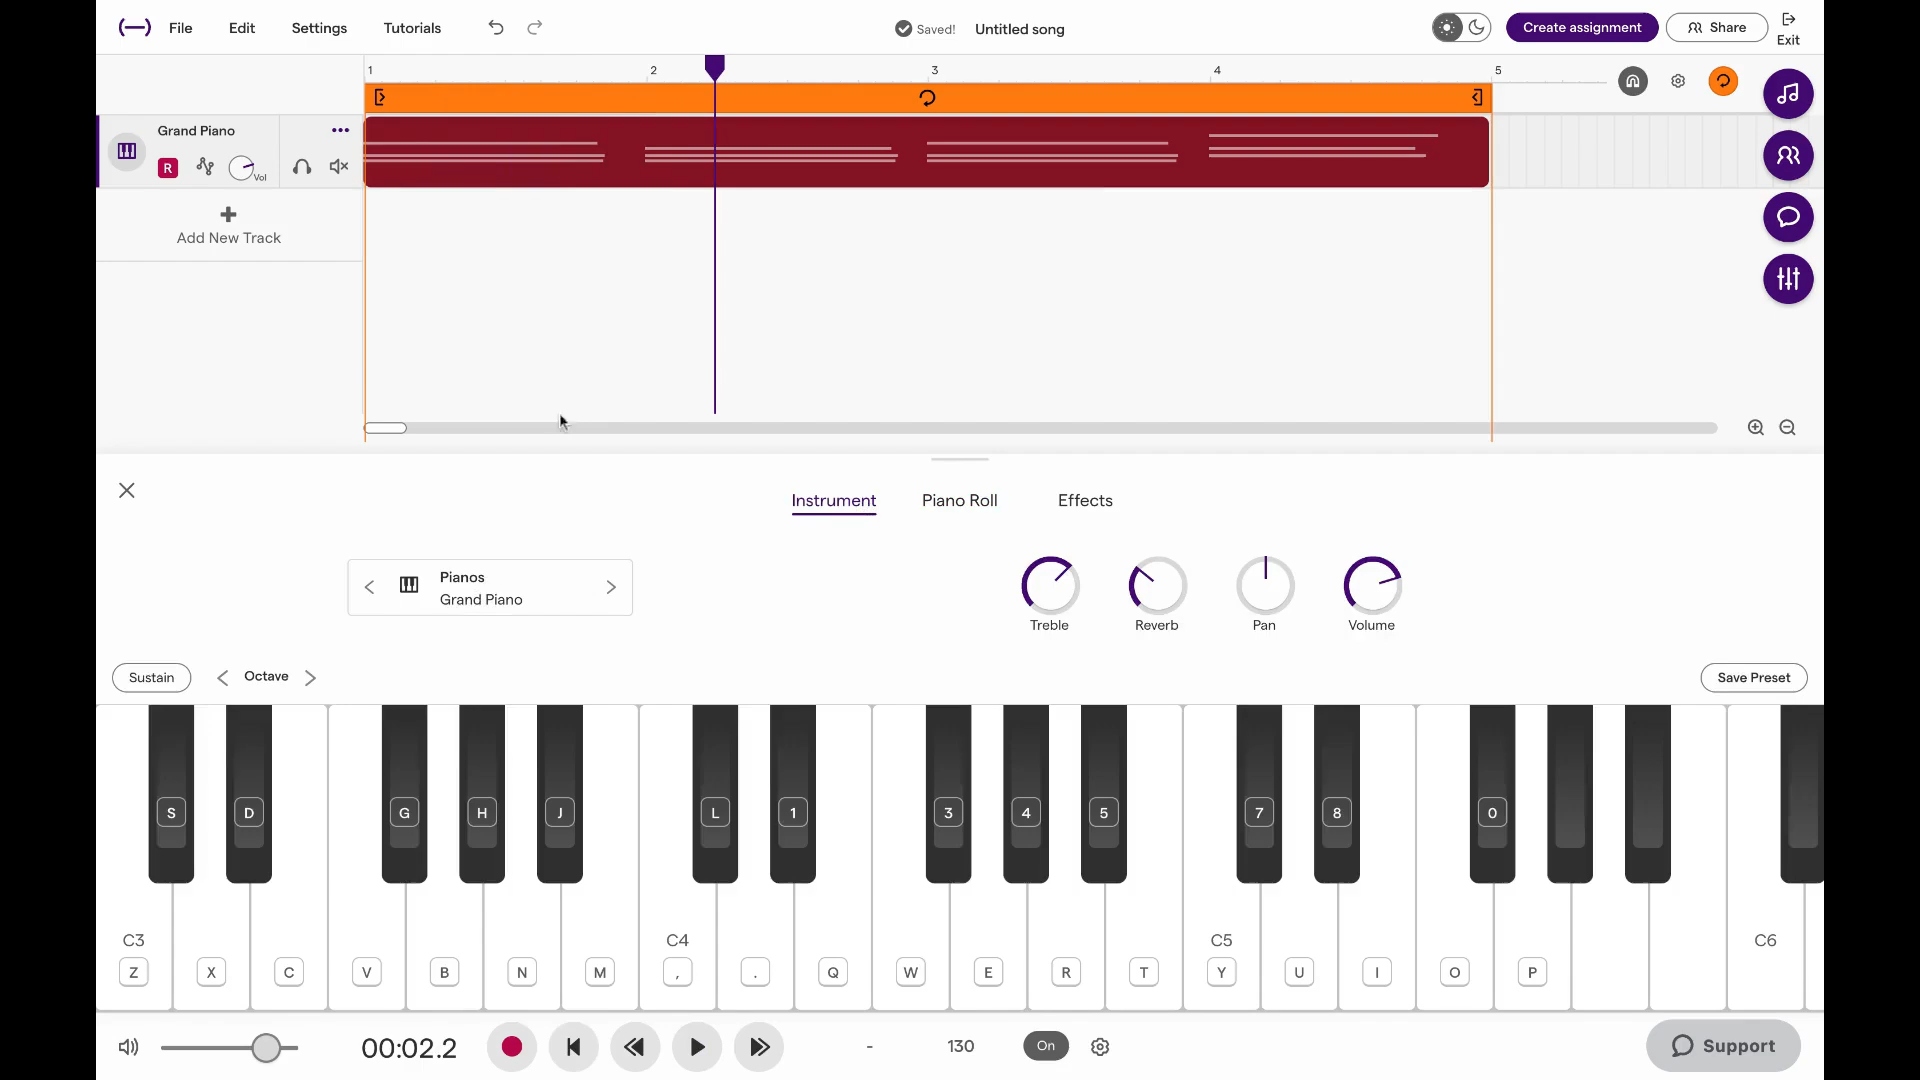 File Edit Settings Tutorials Saved! Untitled song Create assignment Share Exit
1 2 3 4 5
Grand Piano
R Vol
Add New Track
Instrument Piano Roll Effects
Pianos
Grand Piano
Treble Reverb Pan Volume
Sustain Octave Save Preset
S D G H J L 1 3 4 5 7 8 0
C3 C4 C5 C6
Z X C V B N M , . Q W E R T Y U I O P
00:02.2 - 130 On Support